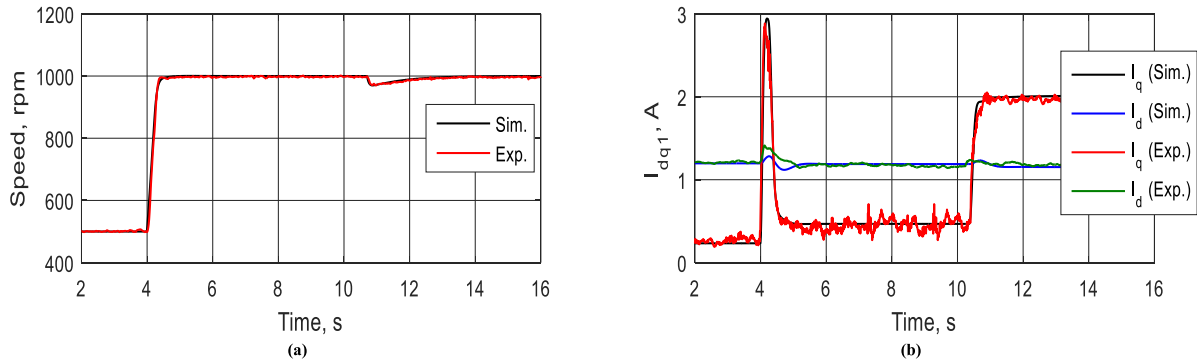 1200
1000
800
600
400
Speed, rpm
2 4 6 8 10 12 14 16
Time, s
Sim.
Exp.
(a)
3
2
1
0
I_dq1, A
2 4 6 8 10 12 14 16
Time, s
I_q (Sim.)
I_d (Sim.)
I_q (Exp.)
I_d (Exp.)
(b)